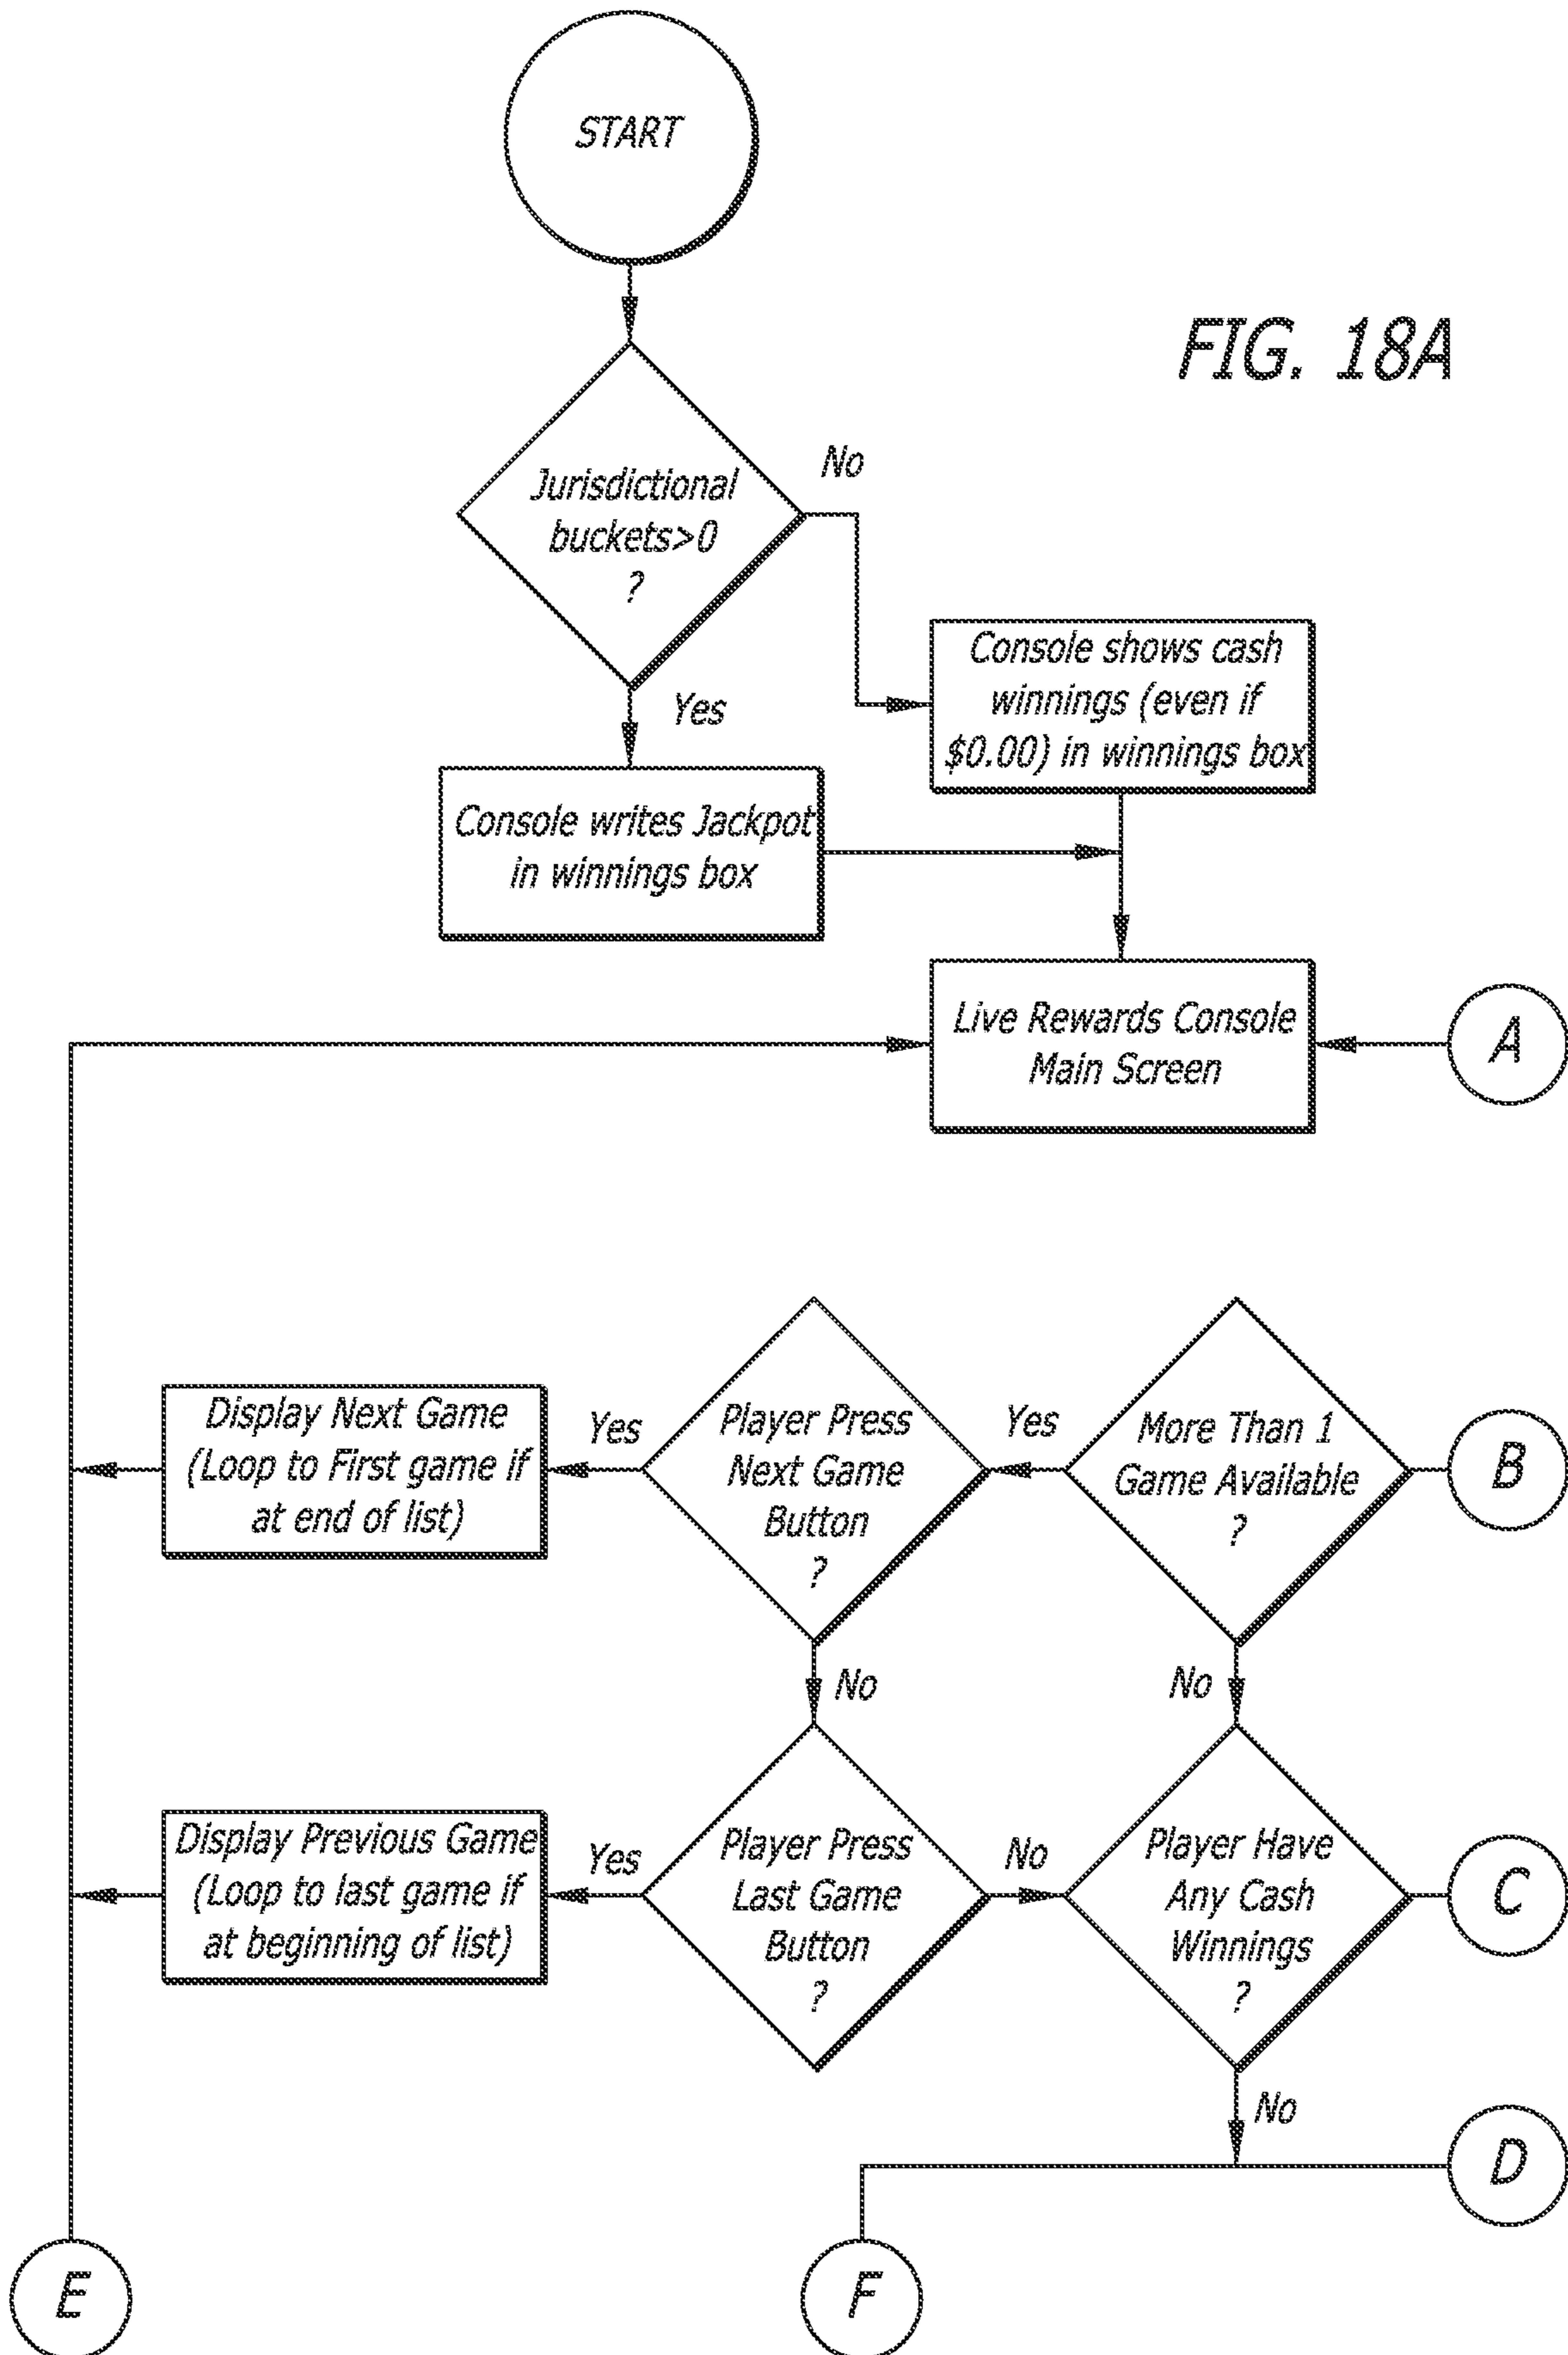 START
FIG. 18A
Jurisdictional
buckets>0
?
No
Yes
Console shows cash
winnings (even if
$0.00) in winnings box
Console writes Jackpot
in winnings box
Live Rewards Console
Main Screen
A
Display Next Game
(Loop to First game if
at end of list)
Yes
Player Press
Next Game
Button
?
Yes
More Than 1
Game Available
?
B
No
No
Display Previous Game
(Loop to last game if
at beginning of list)
Yes
Player Press
Last Game
Button
?
No
Player Have
Any Cash
Winnings
?
C
No
D
E
F